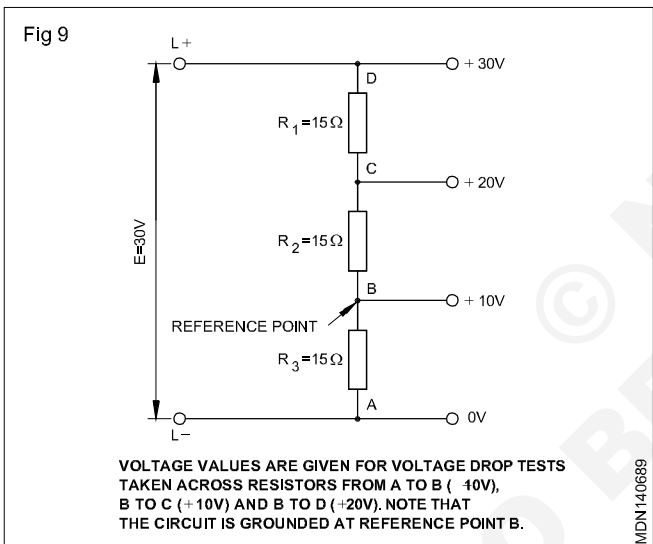 Fig 9
L+
+ 30V
D
R1=15Ω
C
+ 20V
E=30V
R2=15Ω
B
+ 10V
REFERENCE POINT
R3=15Ω
A
0V
L–
VOLTAGE VALUES ARE GIVEN FOR VOLTAGE DROP TESTS
TAKEN ACROSS RESISTORS FROM A TO B (
B TO C (+10V) AND B TO D (+20V). NOTE THAT
THE CIRCUIT IS GROUNDED AT REFERENCE POINT B.
MDN140689
©